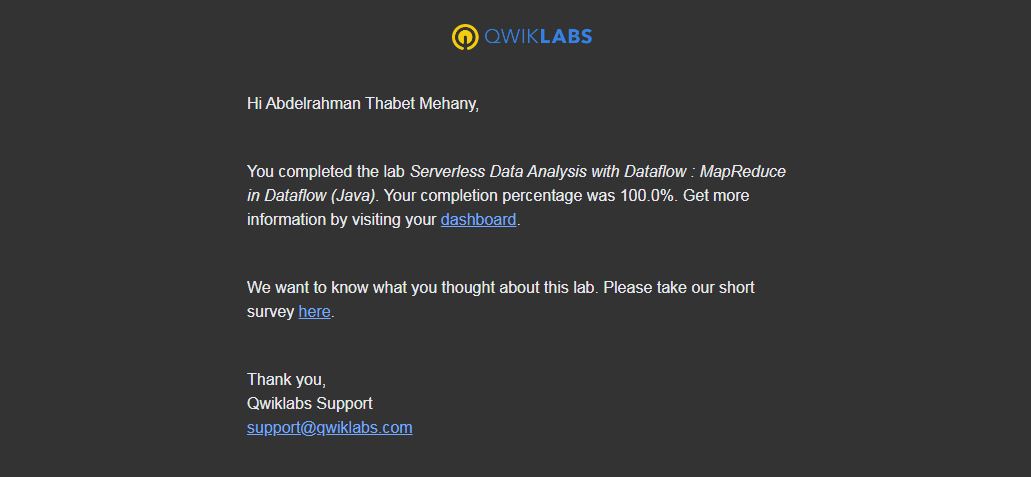 QWIKLABS
Hi Abdelrahman Thabet Mehany,
You completed the lab Serverless Data Analysis with Dataflow : MapReduce
in Dataflow (Java). Your completion percentage was 100.0%. Get more
information by visiting your dashboard.
We want to know what you thought about this lab. Please take our short
survey here.
Thank you,
Qwiklabs Support
support@qwiklabs.com